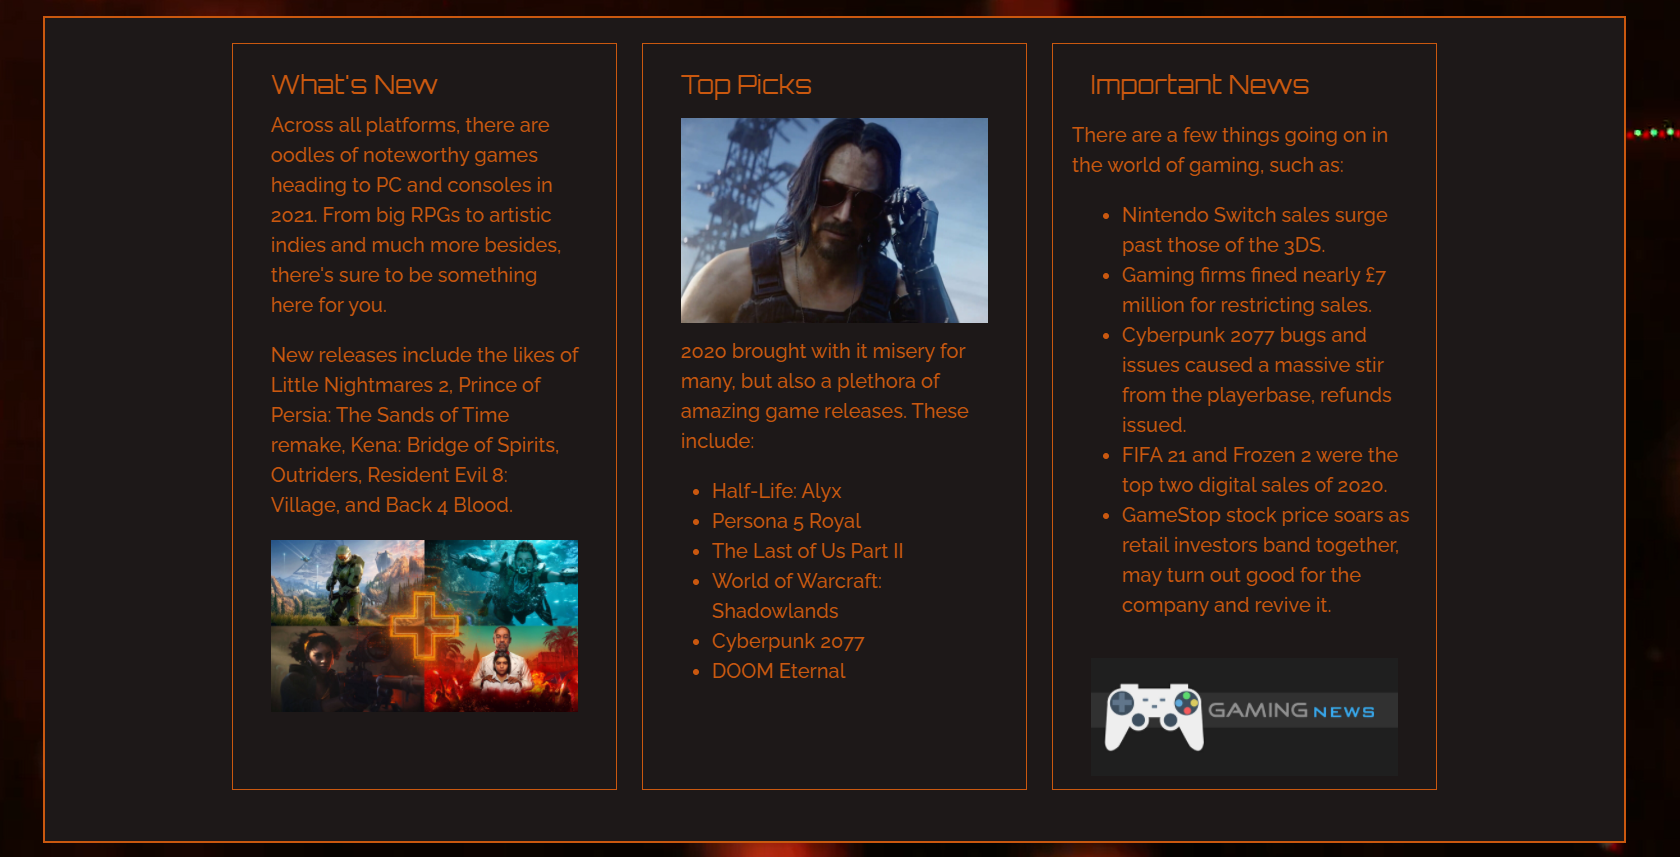 What's New
Across all platforms, there are
oodles of noteworthy games
heading to PC and consoles in
2021. From big RPGs to artistic
indies and much more besides,
there's sure to be something
here for you.
New releases include the likes of
Little Nightmares 2, Prince of
Persia: The Sands of Time
remake, Kena: Bridge of Spirits,
Outriders, Resident Evil 8:
Village, and Back 4 Blood.
Top Picks
2020 brought with it misery for
many, but also a plethora of
amazing game releases. These
include:
• Half-Life: Alyx
• Persona 5 Royal
• The Last of Us Part II
• World of Warcraft:
Shadowlands
• Cyberpunk 2077
• DOOM Eternal
Important News
There are a few things going on in
the world of gaming, such as:
• Nintendo Switch sales surge
past those of the 3DS.
• Gaming firms fined nearly £7
million for restricting sales.
• Cyberpunk 2077 bugs and
issues caused a massive stir
from the playerbase, refunds
issued.
• FIFA 21 and Frozen 2 were the
top two digital sales of 2020.
• GameStop stock price soars as
retail investors band together,
may turn out good for the
company and revive it.
GAMING NEWS